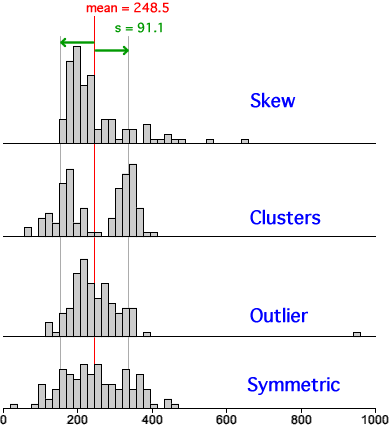 mean = 248.5
s = 91.1
Skew
Clusters
Outlier
Symmetric
0 200 400 600 800 1000